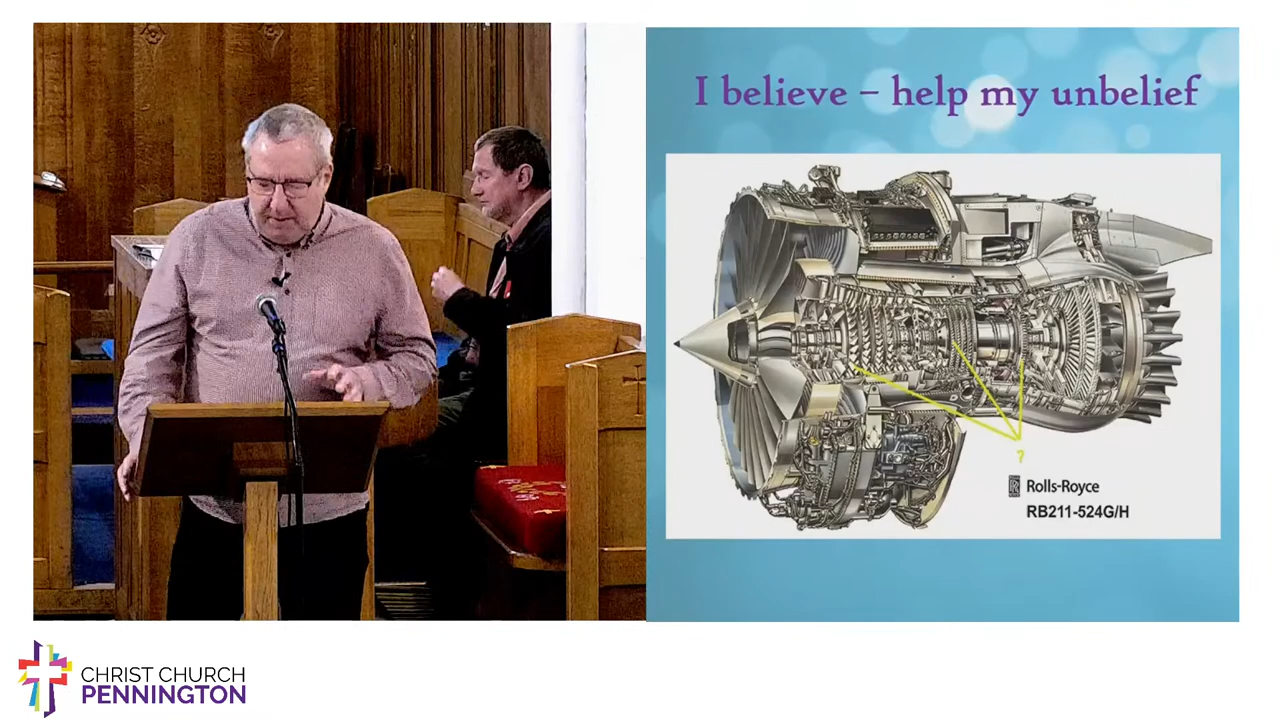 I believe – help my unbelief
?
Rolls-Royce
RB211-524G/H
CHRIST CHURCH
PENNINGTON